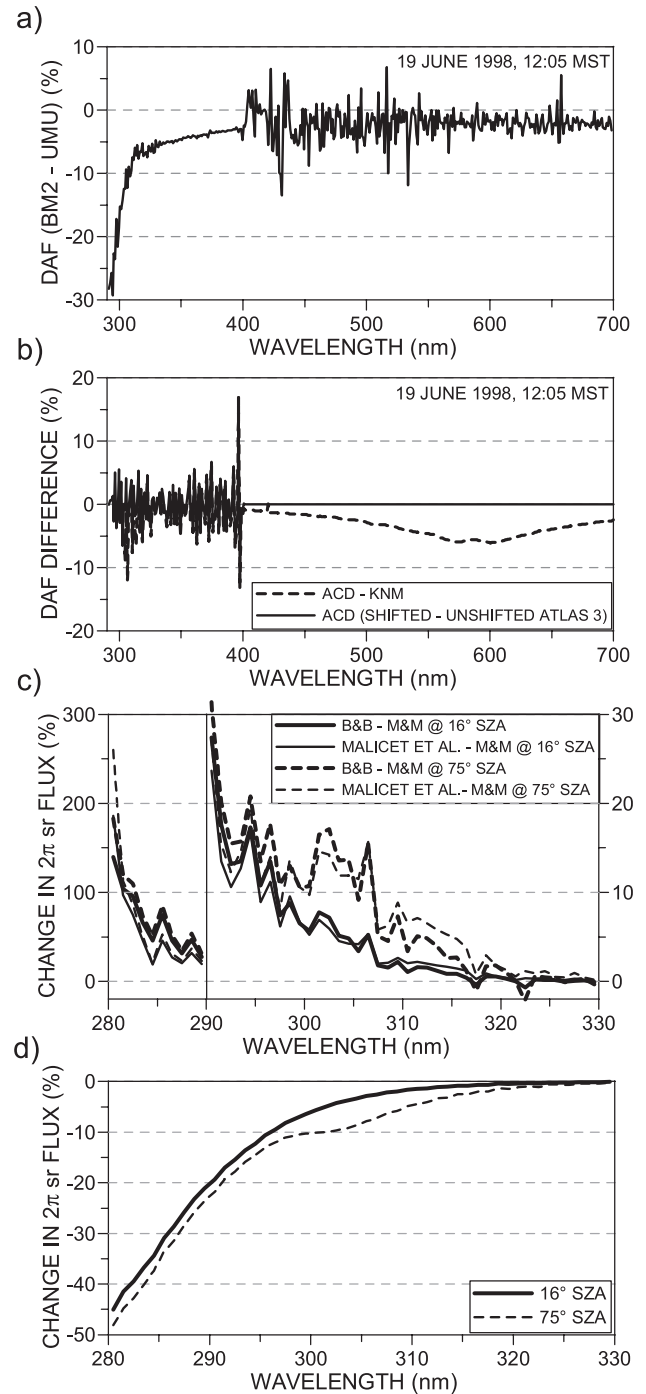 a)
19 JUNE 1998, 12:05 MST
DAF (BM2 - UMU) (%)
10
0
-10
-20
-30
300 400 500 600 700
WAVELENGTH (nm)
b)
19 JUNE 1998, 12:05 MST
DAF DIFFERENCE (%)
20
10
0
-10
-20
ACD - KNM
ACD (SHIFTED - UNSHIFTED ATLAS 3)
300 400 500 600 700
WAVELENGTH (nm)
c)
CHANGE IN 2π sr FLUX (%)
300
200
100
0
B&B - M&M @ 16° SZA
MALICET ET AL. - M&M @ 16° SZA
B&B - M&M @ 75° SZA
MALICET ET AL.- M&M @ 75° SZA
30
20
10
0
280 290 300 310 320 330
WAVELENGTH (nm)
d)
CHANGE IN 2π sr FLUX (%)
0
-10
-20
-30
-40
-50
16° SZA
75° SZA
280 290 300 310 320 330
WAVELENGTH (nm)